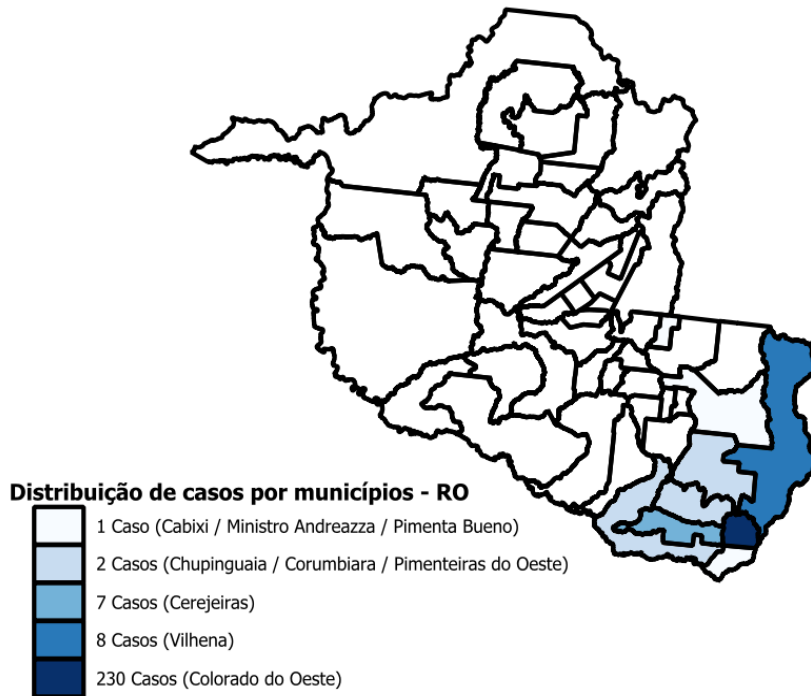 Distribuição de casos por municípios - RO
1 Caso (Cabixi / Ministro Andreazza / Pimenta Bueno)
2 Casos (Chupinguaia / Corumbiara / Pimenteiras do Oeste)
7 Casos (Cerejeiras)
8 Casos (Vilhena)
230 Casos (Colorado do Oeste)